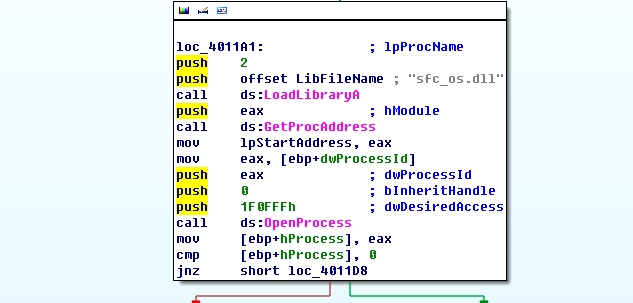 loc_4011A1: ; lpProcName
push 2
push offset LibFileName ; "sfc_os.dll"
call ds:LoadLibraryA
push eax ; hModule
call ds:GetProcAddress
mov lpStartAddress, eax
mov eax, [ebp+dwProcessId]
push eax ; dwProcessId
push 0 ; bInheritHandle
push 1F0FFFh ; dwDesiredAccess
call ds:OpenProcess
mov [ebp+hProcess], eax
cmp [ebp+hProcess], 0
jnz short loc_4011D8